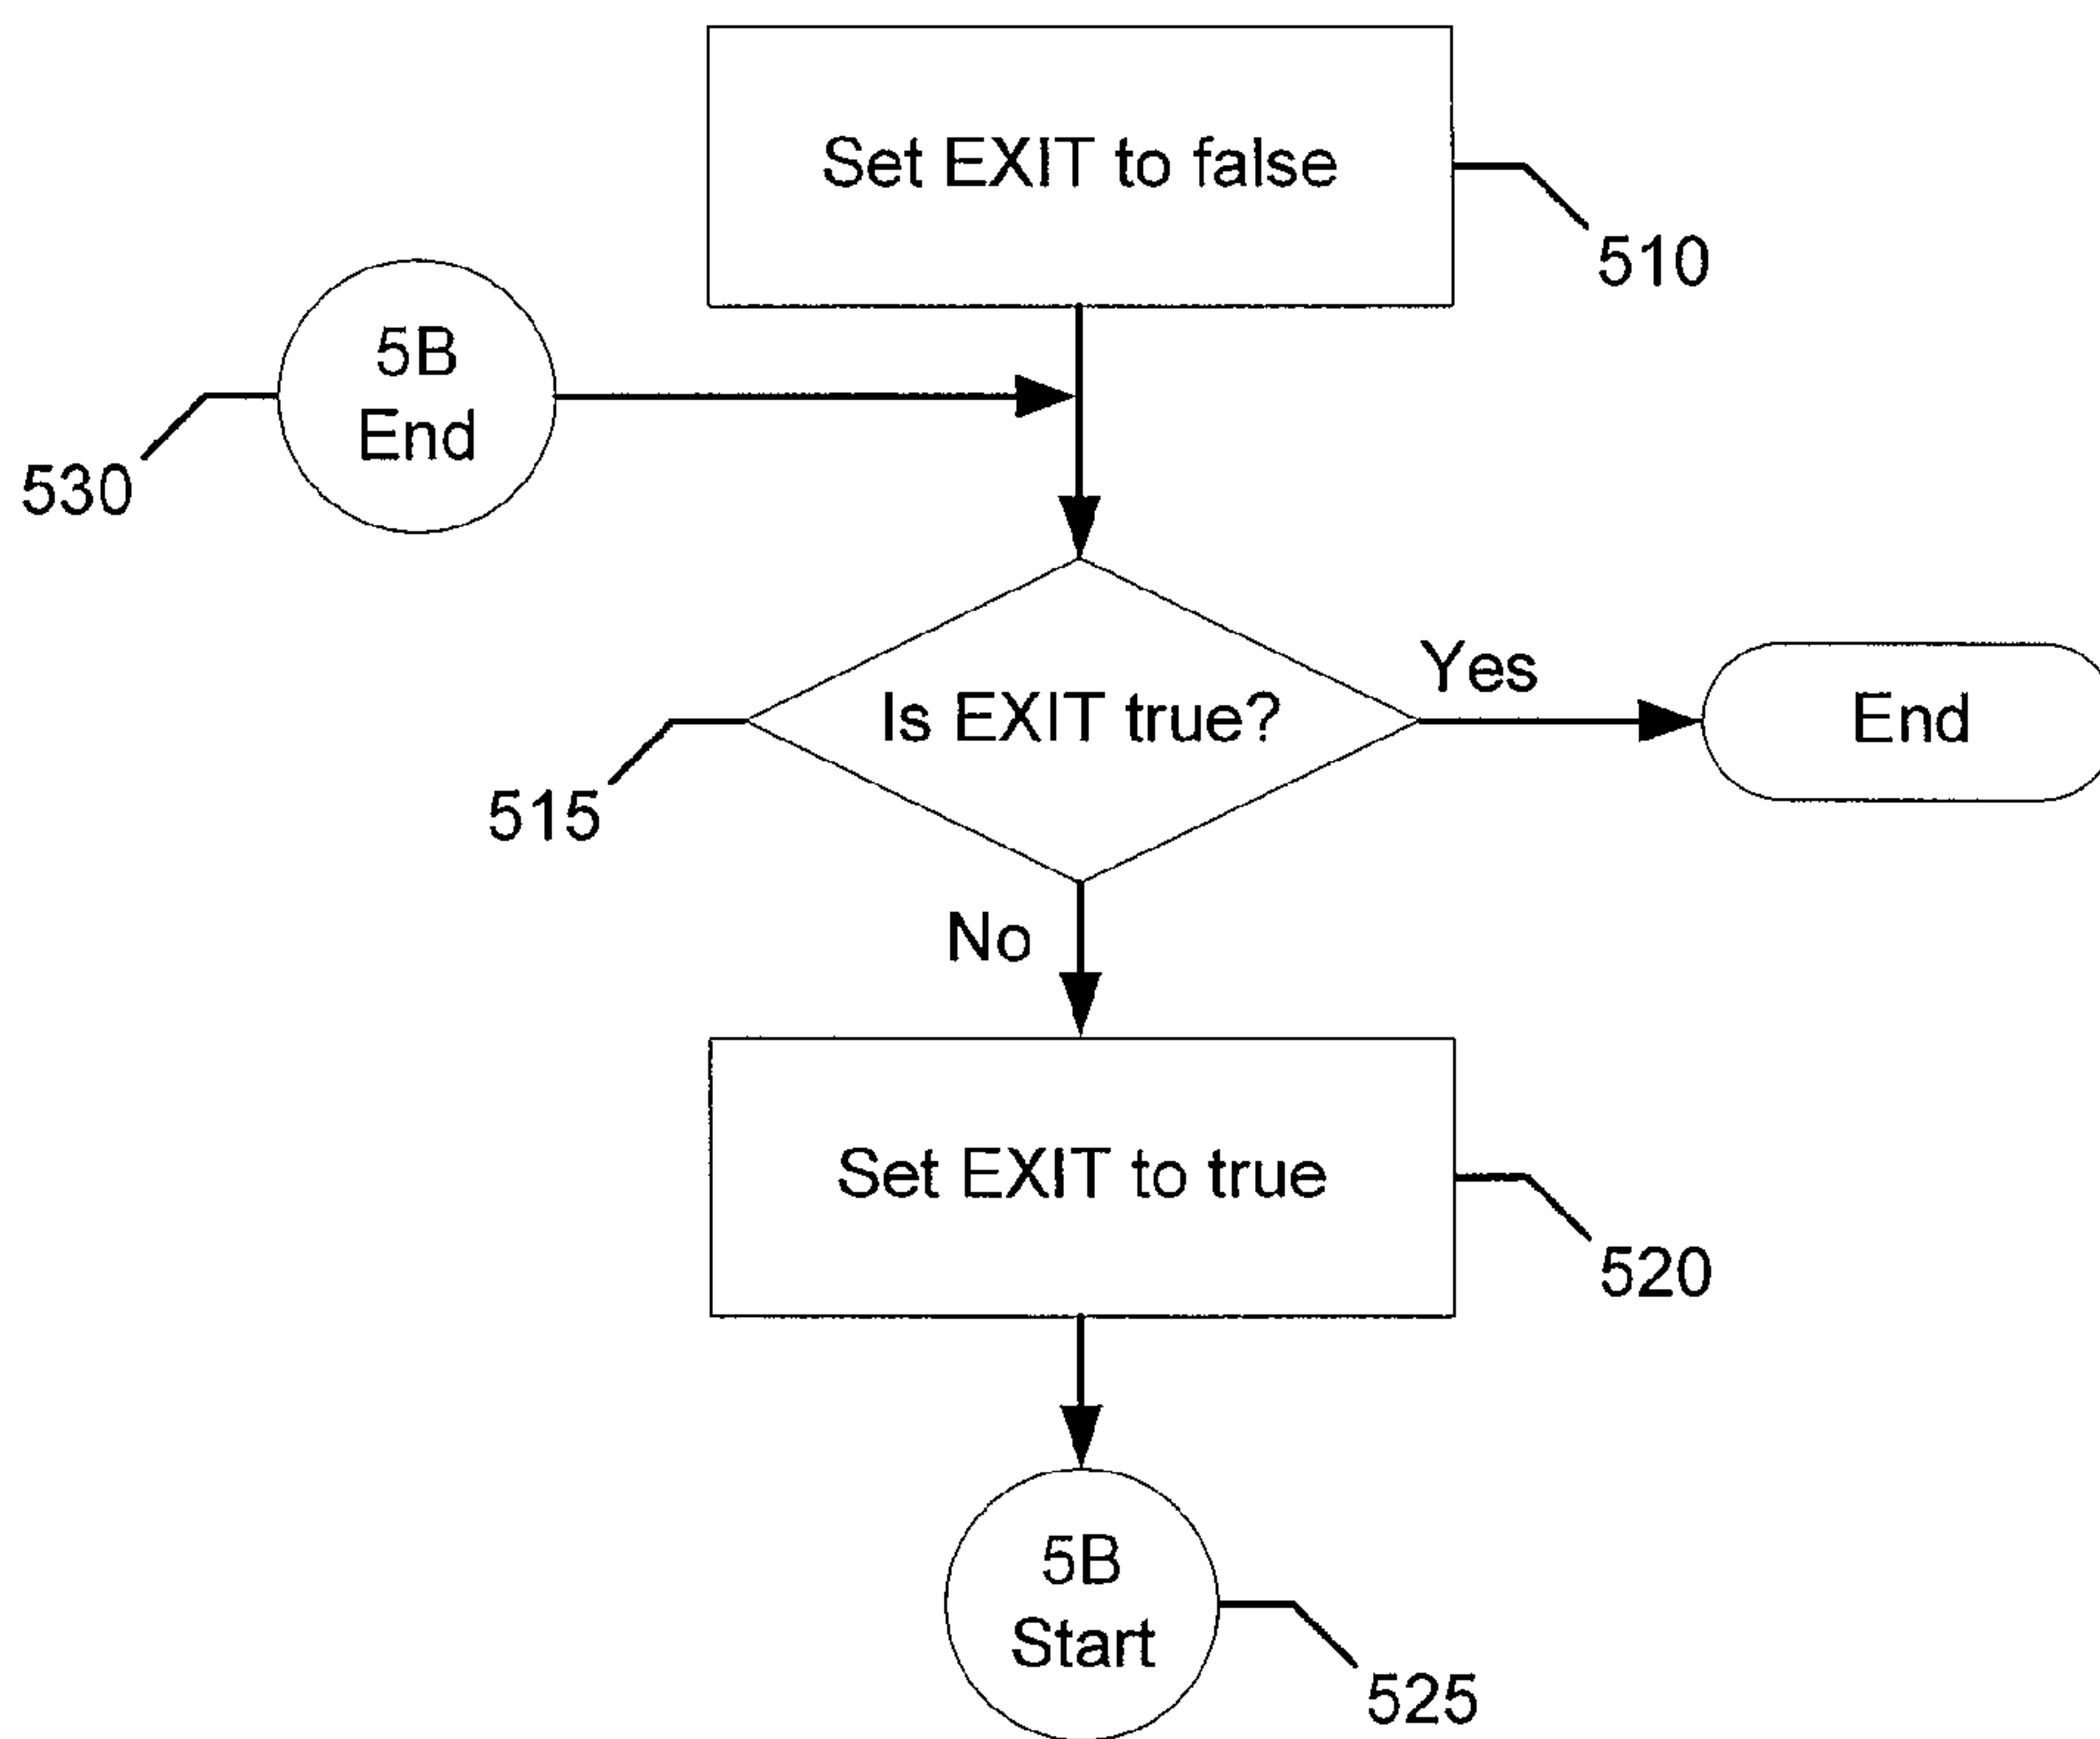 Set EXIT to false
510
5B
End
530
Is EXIT true?
Yes
End
515
No
Set EXIT to true
520
5B
Start
525